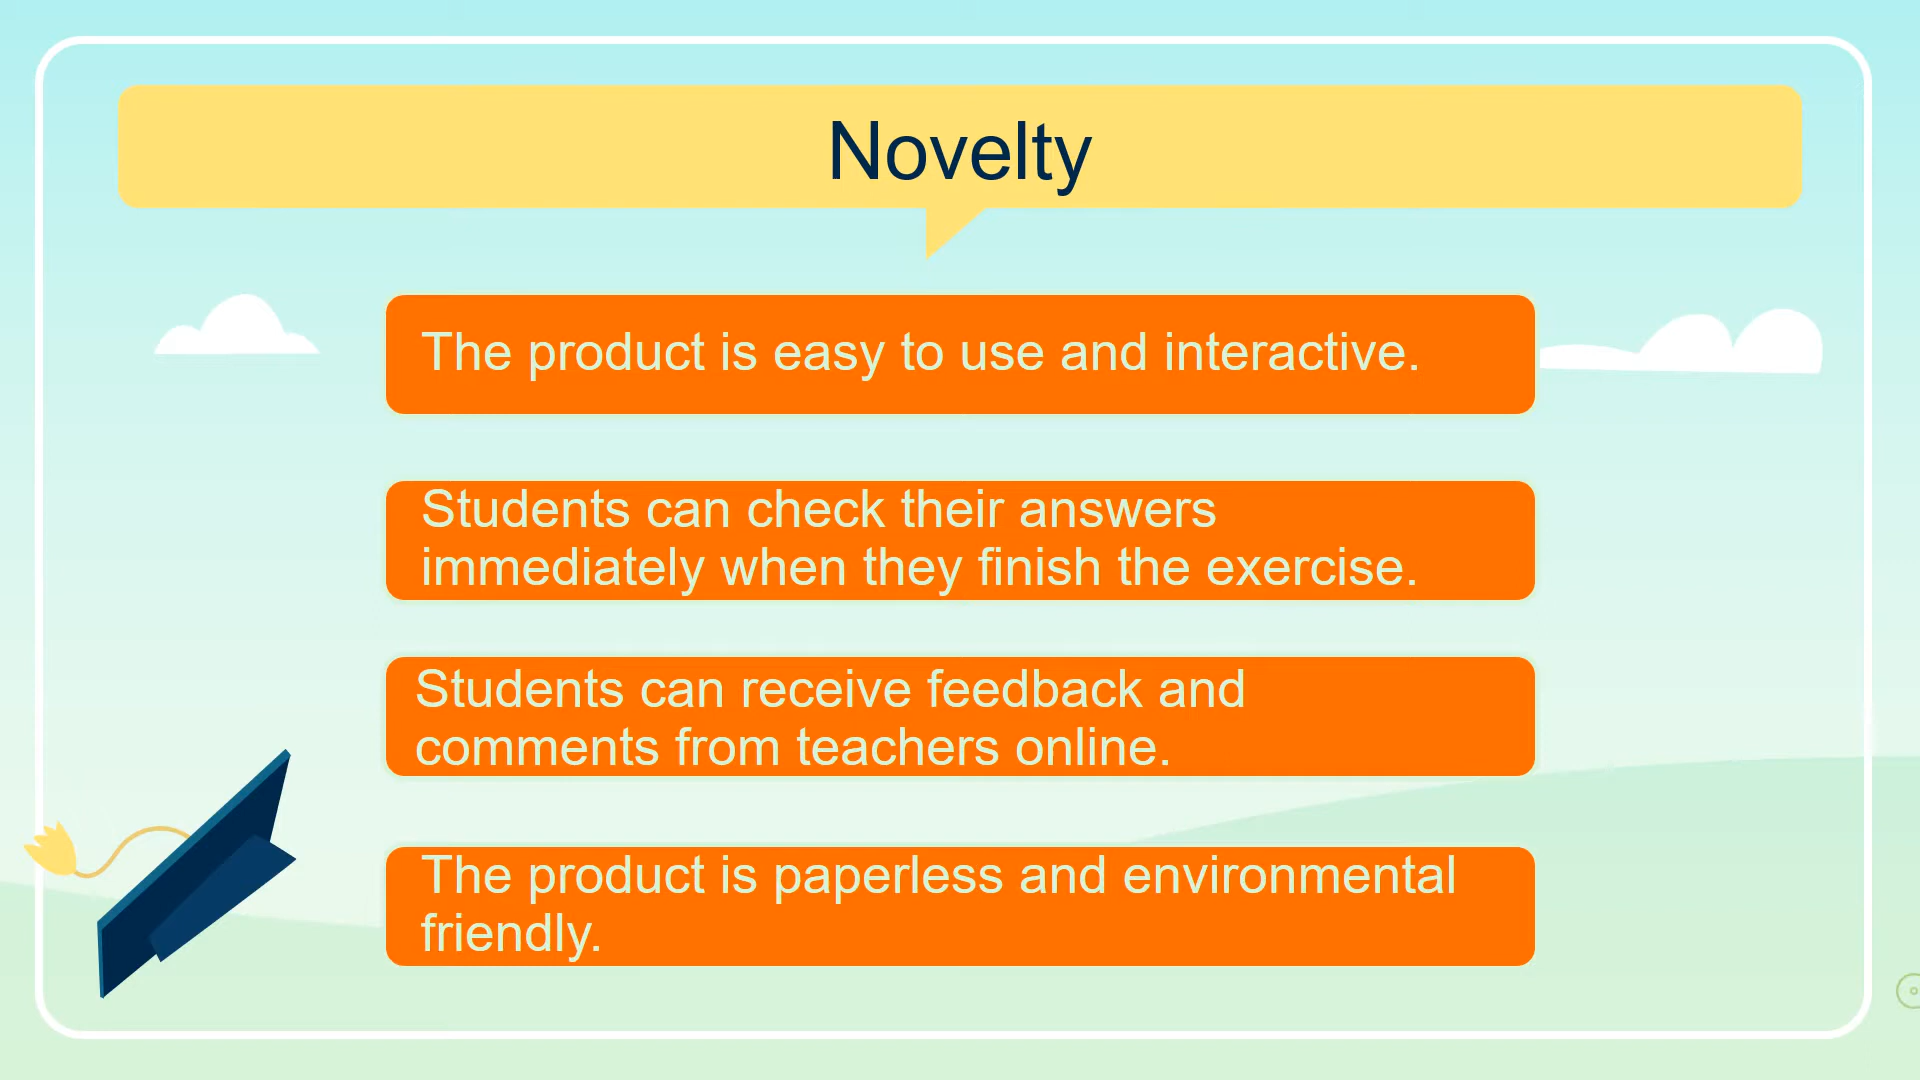 Novelty
The product is easy to use and interactive.
Students can check their answers
immediately when they finish the exercise.
Students can receive feedback and
comments from teachers online.
The product is paperless and environmental
friendly.